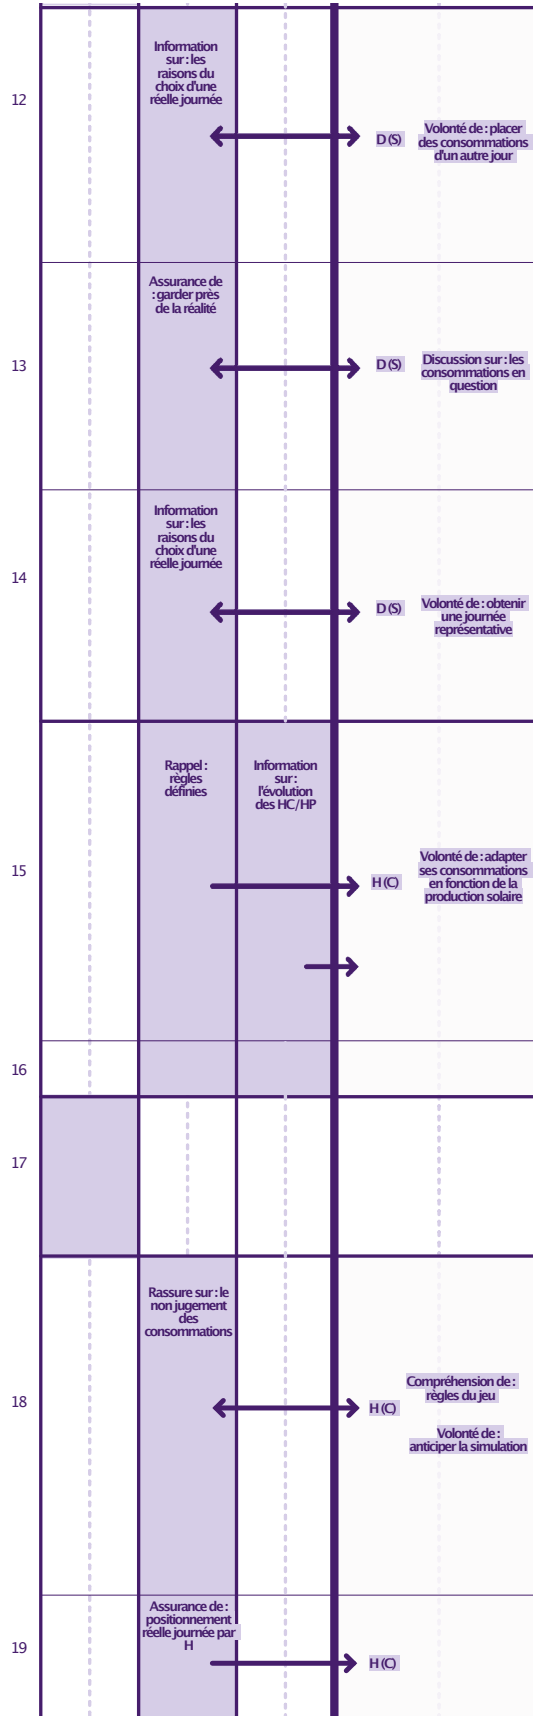 12
Information
sur : les
raisons du
choix d'une
réelle journée
D (S)
Volonté de : placer
des consommations
d'un autre jour
13
Assurance de
: garder près
de la réalité
D (S)
Discussion sur : les
consommations en
question
14
Information
sur : les
raisons du
choix d'une
réelle journée
D (S)
Volonté de : obtenir
une journée
représentative
15
Rappel :
règles
définies
Information
sur :
l'évolution
des HC/HP
H (C)
Volonté de : adapter
ses consommations
en fonction de la
production solaire
16
17
18
Rassure sur : le
non jugement
des
consommations
H (C)
Compréhension de :
règles du jeu
Volonté de :
anticiper la simulation
19
Assurance de :
positionnement
réelle journée par
H
H (C)